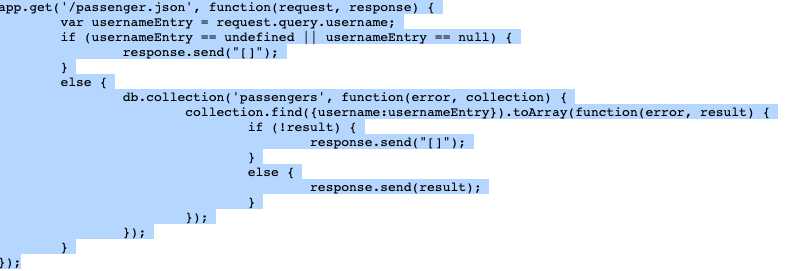 app.get('/passenger.json', function(request, response) {
        var usernameEntry = request.query.username;
        if (usernameEntry == undefined || usernameEntry == null) {
                response.send("[]");
        }
        else {
                db.collection('passengers', function(error, collection) {
                        collection.find({username:usernameEntry}).toArray(function(error, result) {
                                if (!result) {
                                        response.send("[]");
                                }
                                else {
                                        response.send(result);
                                }
                        });
                });
        }
});